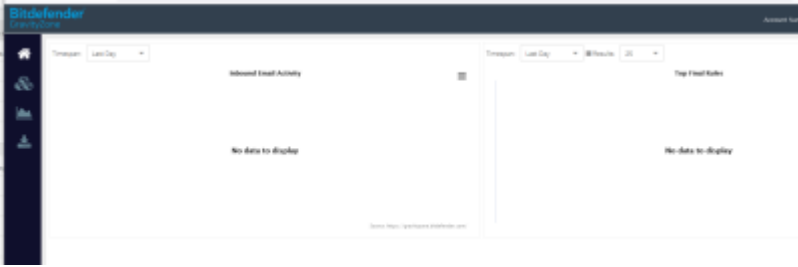 Bitdefender
GravityZone
Timespan: Last Day
Inbound Email Activity
No data to display
Timespan: Last Day Results: 25
Top Final Rules
No data to display